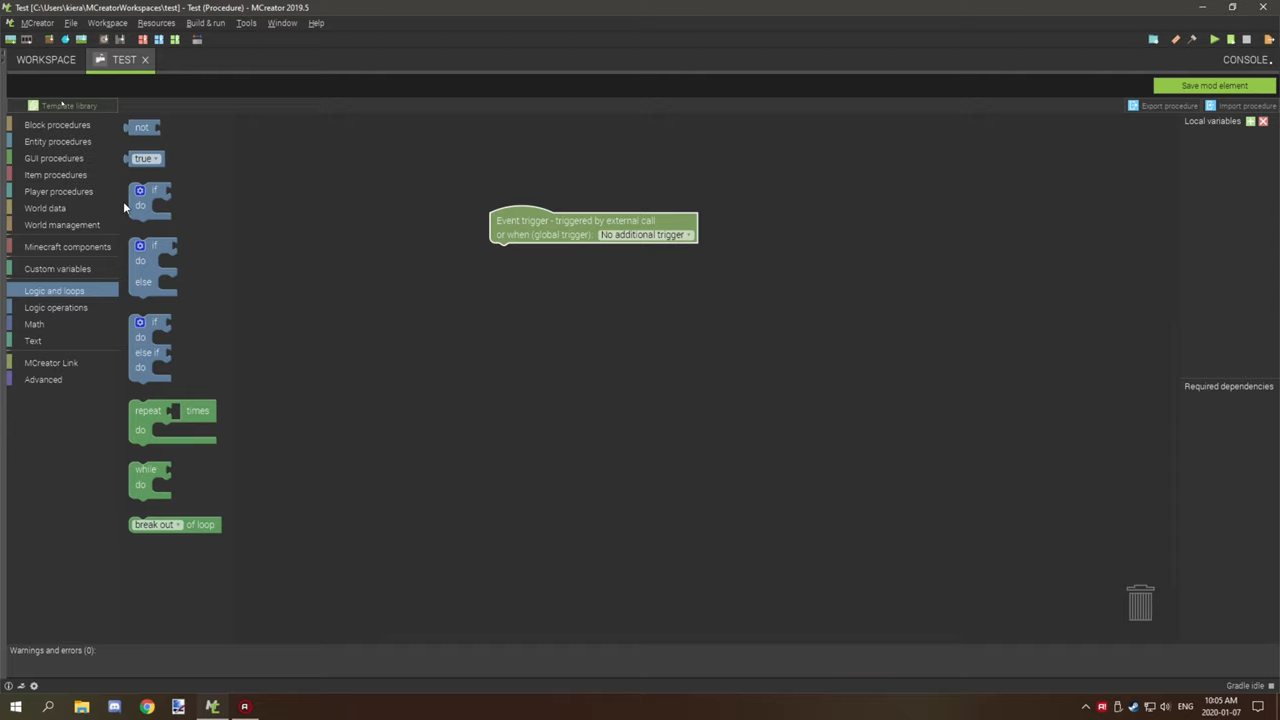 Test [C:\Users\kiera\MCreatorWorkspaces\test] - Test (Procedure) - MCreator 2019.5
MCreator File Workspace Resources Build & run Tools Window Help
WORKSPACE TEST CONSOLE
Save mod element
Template library
Export procedure Import procedure
Local variables
Block procedures
Entity procedures
GUI procedures
Item procedures
Player procedures
World data
World management
Minecraft components
Custom variables
Logic and loops
Logic operations
Math
Text
MCreator Link
Advanced
not
true
if
do
if
do
else
if
do
else if
do
repeat times
do
while
do
break out of loop
Event trigger - triggered by external call
or when (global trigger): No additional trigger
Required dependencies
Warnings and errors (0):
Gradle idle
ENG
10:05 AM
2020-01-07